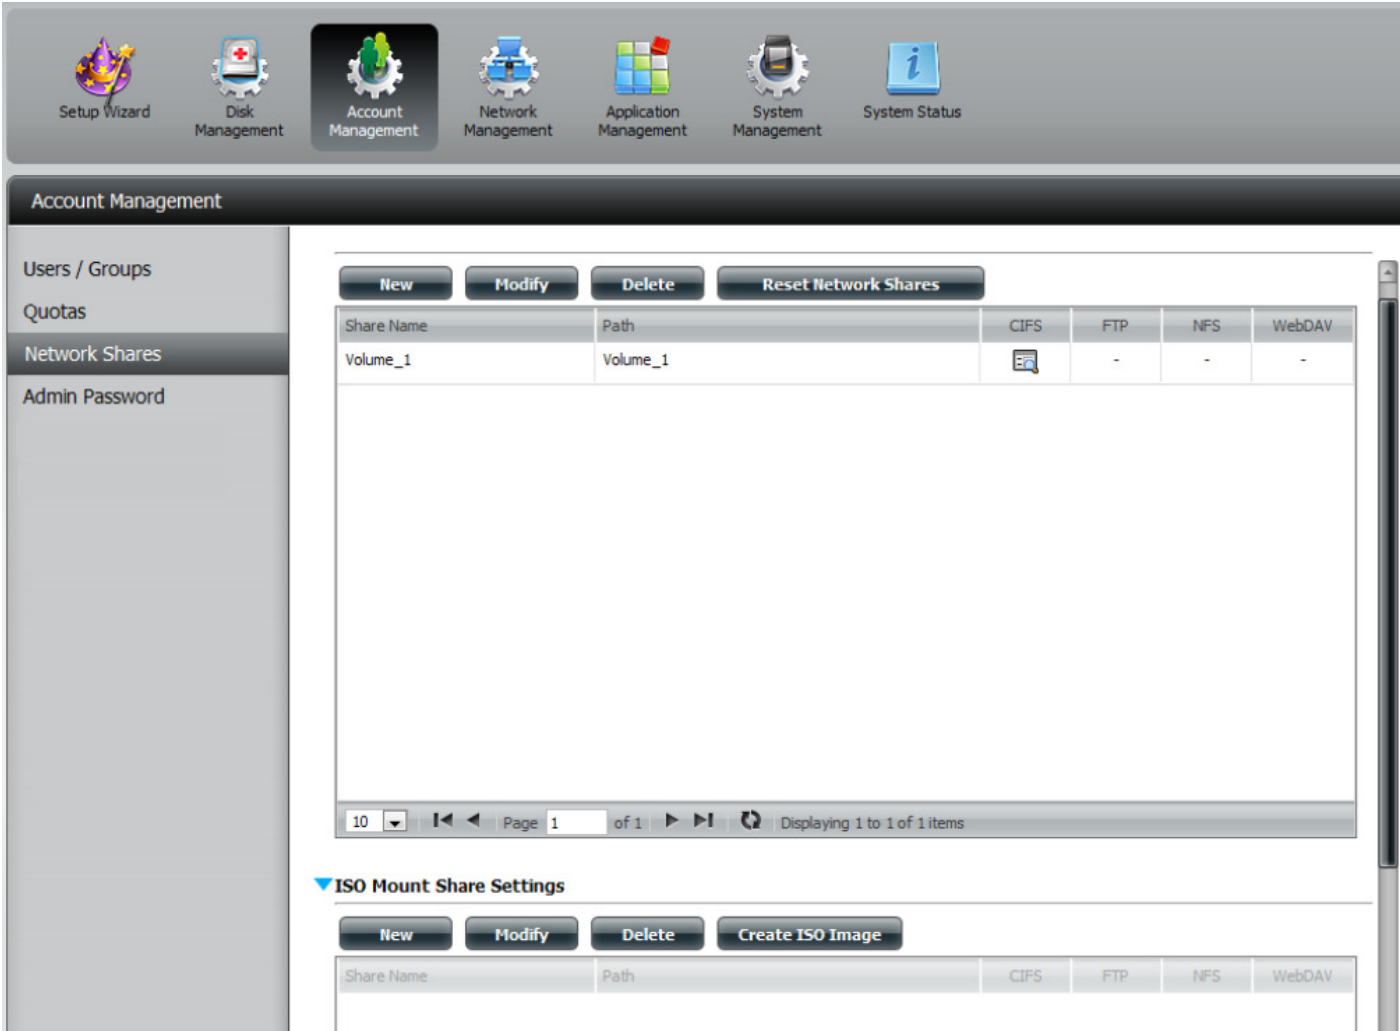 Setup Wizard
Disk Management
Account Management
Network Management
Application Management
System Management
System Status
Account Management
Users / Groups
Quotas
Network Shares
Admin Password
New Modify Delete Reset Network Shares
Share Name Path CIFS FTP NFS WebDAV
Volume_1 Volume_1 - - -
10 Page 1 of 1 Displaying 1 to 1 of 1 items
ISO Mount Share Settings
New Modify Delete Create ISO Image
Share Name Path CIFS FTP NFS WebDAV